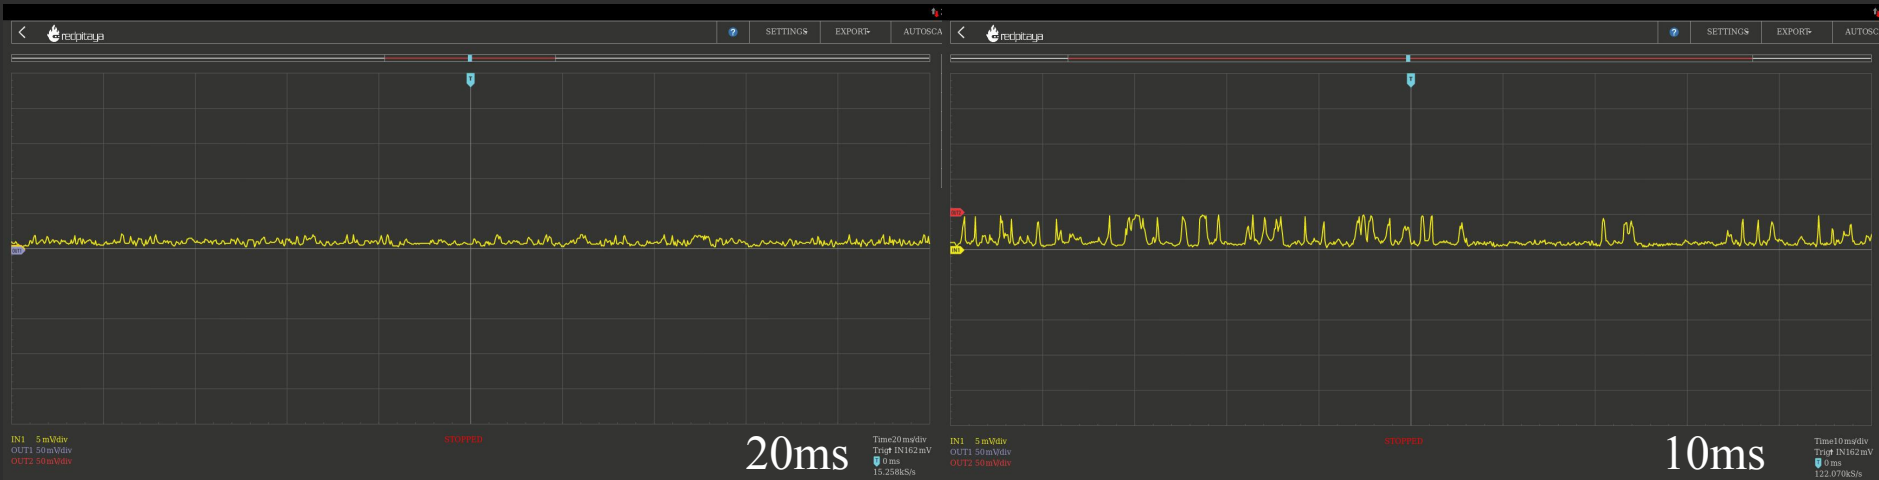 redpitaya ? SETTINGS EXPORT AUTOSCA
redpitaya ? SETTINGS EXPORT AUTOSC
T
T
OUT1
OUT2
IN1
IN1 5 mV/div
OUT1 50 mV/div
OUT2 50 mV/div
STOPPED
20ms
Time 20 ms/div
Trig IN1 62 mV
T 0 ms
15.258kS/s
IN1 5 mV/div
OUT1 50 mV/div
OUT2 50 mV/div
STOPPED
10ms
Time 10 ms/div
Trig IN1 62 mV
T 0 ms
122.070kS/s